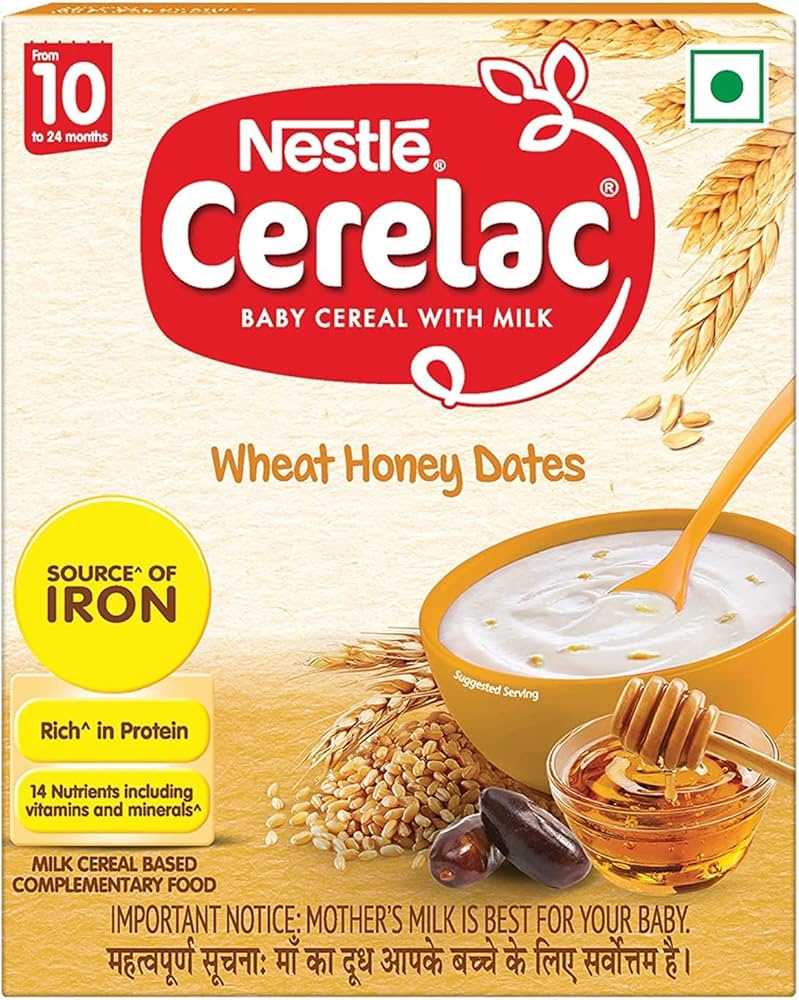 From
10
to 24 months
Nestlé®
Cerelac®
BABY CEREAL WITH MILK
Wheat Honey Dates
SOURCE^ OF
IRON
Rich^ in Protein
14 Nutrients including
vitamins and minerals^
Suggested Serving
MILK CEREAL BASED
COMPLEMENTARY FOOD
IMPORTANT NOTICE: MOTHER'S MILK IS BEST FOR YOUR BABY.
महत्वपूर्ण सूचना: माँ का दूध आपके बच्चे के लिए सर्वोत्तम है।